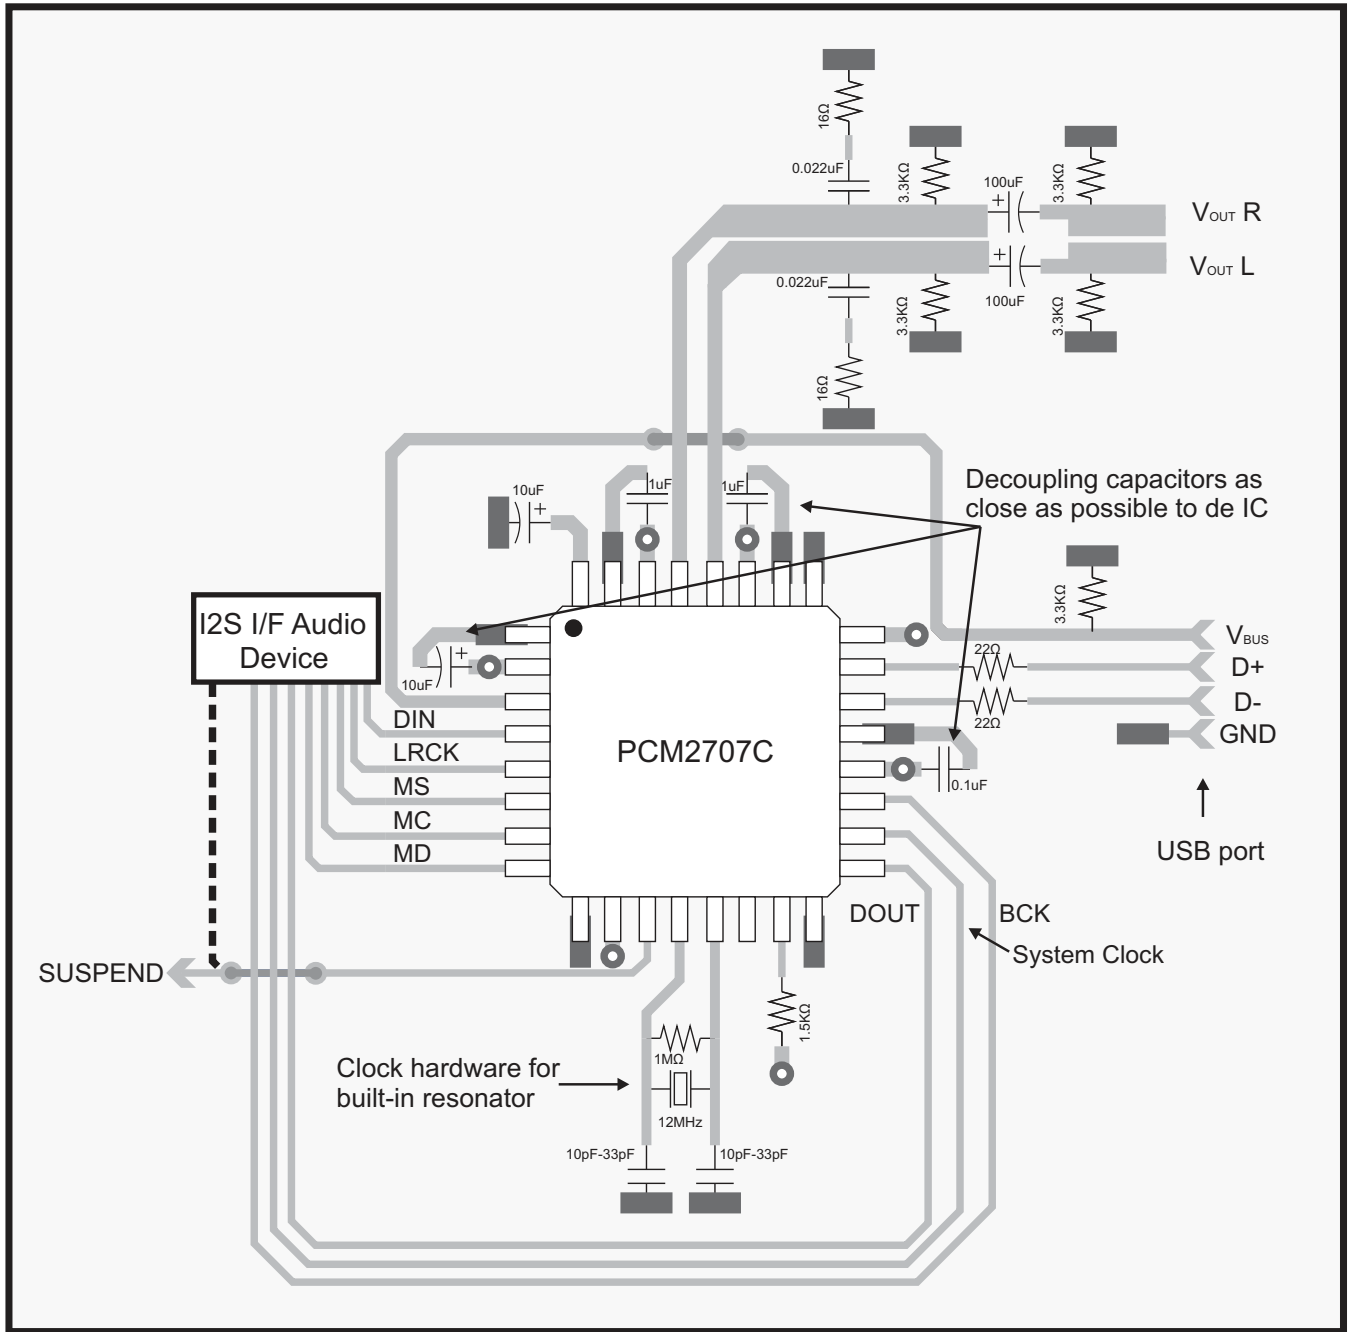 16Ω
0.022uF
3.3KΩ
100uF
3.3KΩ
+
VOUT R
+
VOUT L
0.022uF
3.3KΩ
100uF
3.3KΩ
16Ω
Decoupling capacitors as
close as possible to de IC
10uF
+
1uF
1uF
3.3KΩ
I2S I/F Audio
Device
+
10uF
VBUS
22Ω
D+
D-
22Ω
GND
DIN
LRCK
MS
MC
MD
PCM2707C
0.1uF
USB port
DOUT
BCK
System Clock
SUSPEND
1.5KΩ
1MΩ
Clock hardware for
built-in resonator
12MHz
10pF-33pF
10pF-33pF